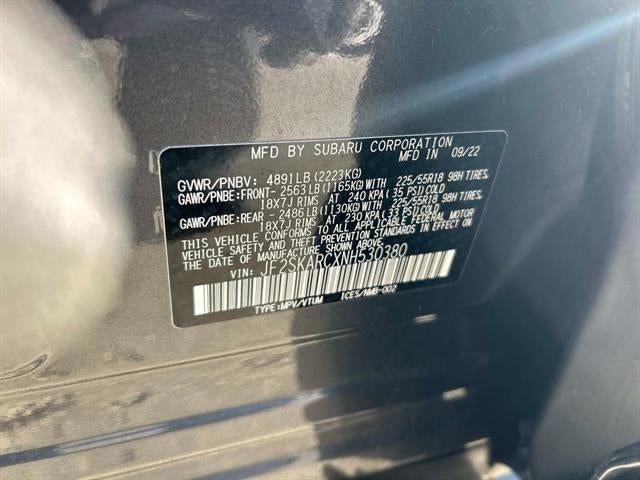 MFD BY SUBARU CORPORATION
MFD IN 09/22
GVWR/PNBV: 4891LB (2223KG)
GAWR/PNBE:FRONT- 2563LB(1165KG)WITH 225/55R18 98H TIRES,
18X7J RIMS AT 240 KPA(35 PSI)COLD
GAWR/PNBE:REAR -2486LB(1130KG)WITH 225/55R18 98H TIRES,
18X7J RIMS AT 230 KPA(33 PSI)COLD
THIS VEHICLE CONFORMS TO ALL APPLICABLE FEDERAL MOTOR
VEHICLE SAFETY AND THEFT PREVENTION STANDARDS IN EFFECT ON
THE DATE OF MANUFACTURE SHOWN ABOVE.
VIN: JF2SKARCXNH530380
TYPE:MPV/VTUM ICES/NMB-002